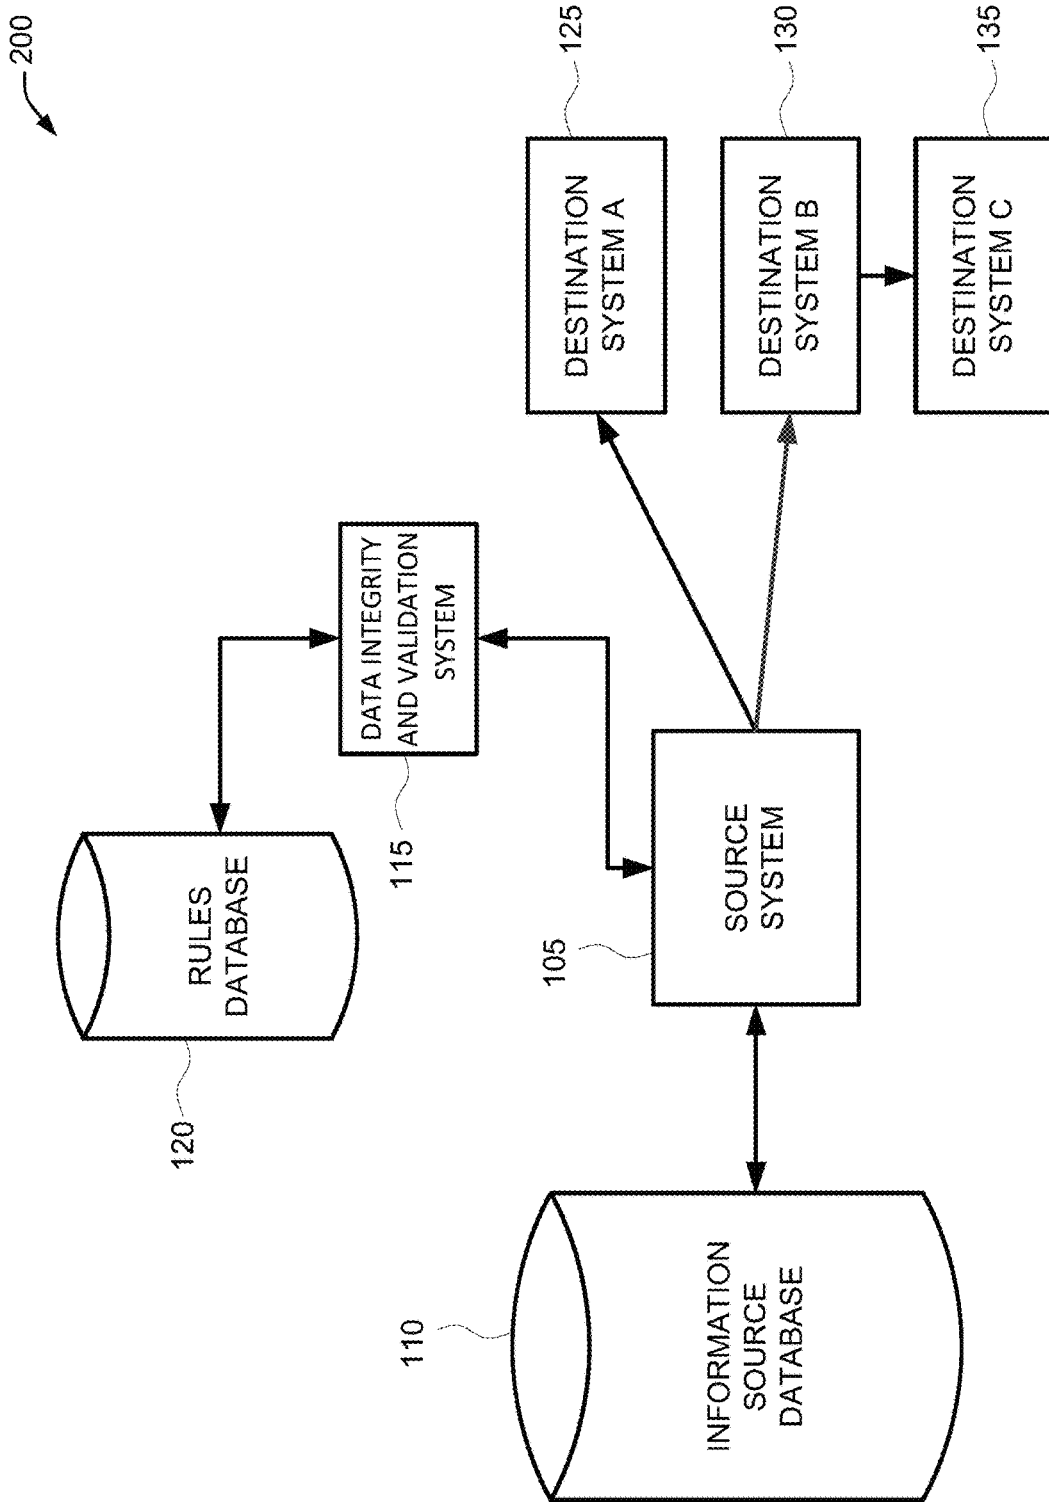 200
120
RULES
DATABASE
115
DATA INTEGRITY
AND VALIDATION
SYSTEM
110
INFORMATION
SOURCE
DATABASE
105
SOURCE
SYSTEM
DESTINATION
SYSTEM A
125
DESTINATION
SYSTEM B
130
DESTINATION
SYSTEM C
135